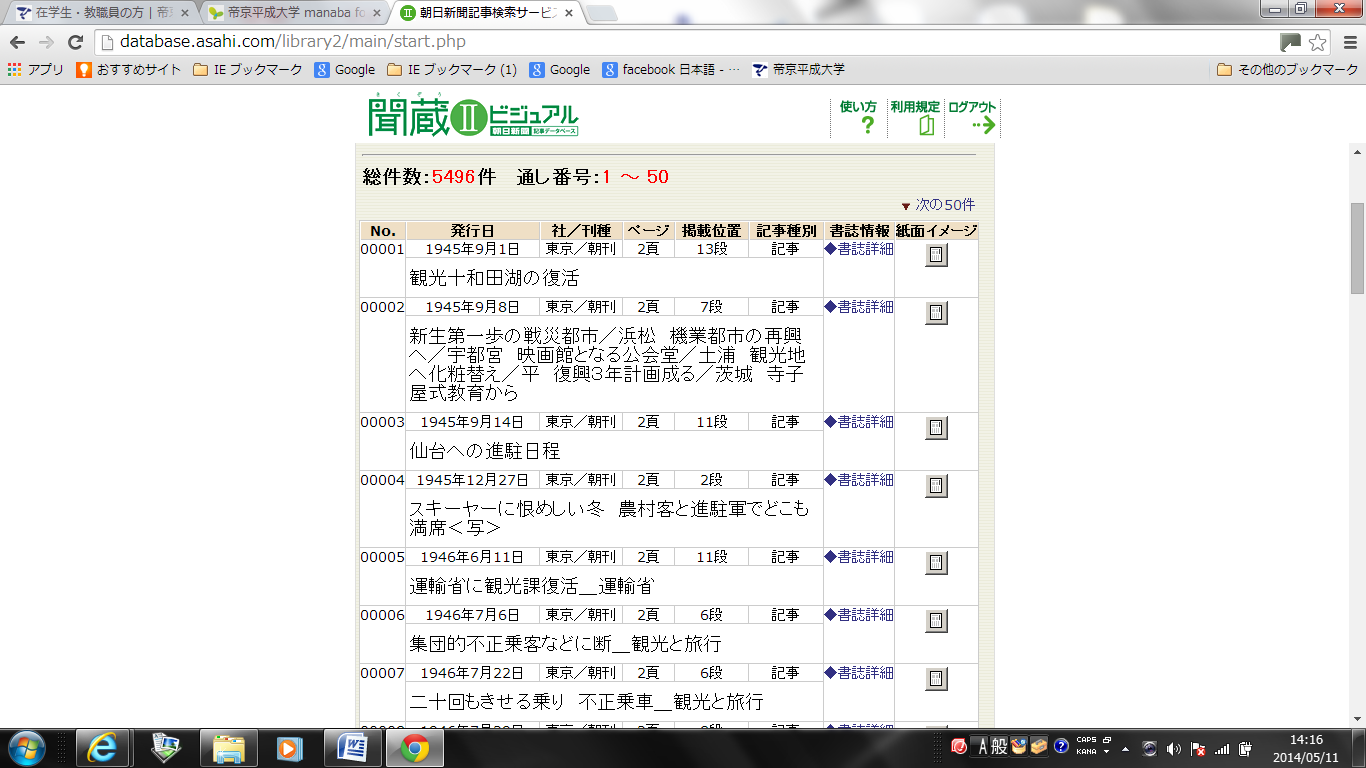 在学生・教職員の方 | 帝京
帝京平成大学 manaba fo
朝日新聞記事検索サービス
database.asahi.com/library2/main/start.php
アプリ おすすめサイト IE ブックマーク Google IE ブックマーク (1) Google facebook 日本語 - … 帝京平成大学 その他のブックマーク
きくぞう
聞蔵Ⅱビジュアル
朝日新聞 記事データベース
使い方 利用規定 ログアウト
総件数:5496件 通し番号:1 ～ 50
▼ 次の50件
No. 発行日 社／刊種 ページ 掲載位置 記事種別 書誌情報 紙面イメージ
00001 1945年9月1日 東京／朝刊 2頁 13段 記事 ◆書誌詳細
観光十和田湖の復活
00002 1945年9月8日 東京／朝刊 2頁 7段 記事 ◆書誌詳細
新生第一歩の戦災都市／浜松 機業都市の再興
へ／宇都宮 映画館となる公会堂／土浦 観光地
へ化粧替え／平 復興3年計画成る／茨城 寺子
屋式教育から
00003 1945年9月14日 東京／朝刊 2頁 11段 記事 ◆書誌詳細
仙台への進駐日程
00004 1945年12月27日 東京／朝刊 2頁 2段 記事 ◆書誌詳細
スキーヤーに恨めしい冬 農村客と進駐軍でどこも
満席＜写＞
00005 1946年6月11日 東京／朝刊 2頁 11段 記事 ◆書誌詳細
運輸省に観光課復活__運輸省
00006 1946年7月6日 東京／朝刊 2頁 6段 記事 ◆書誌詳細
集団的不正乗客などに断__観光と旅行
00007 1946年7月22日 東京／朝刊 2頁 6段 記事 ◆書誌詳細
二十回もきせる乗り 不正乗車__観光と旅行
A 般 CAPS KANA
14:16
2014/05/11